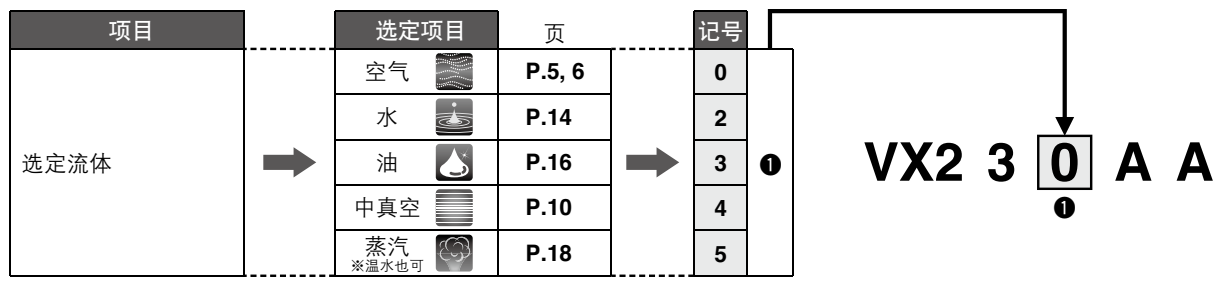 项目 选定项目 页 记号
选定流体
空气 P.5, 6 0
水 P.14 2
油 P.16 3 ❶
中真空 P.10 4
蒸汽 P.18 5
※温水也可
VX2 3 0 A A
❶